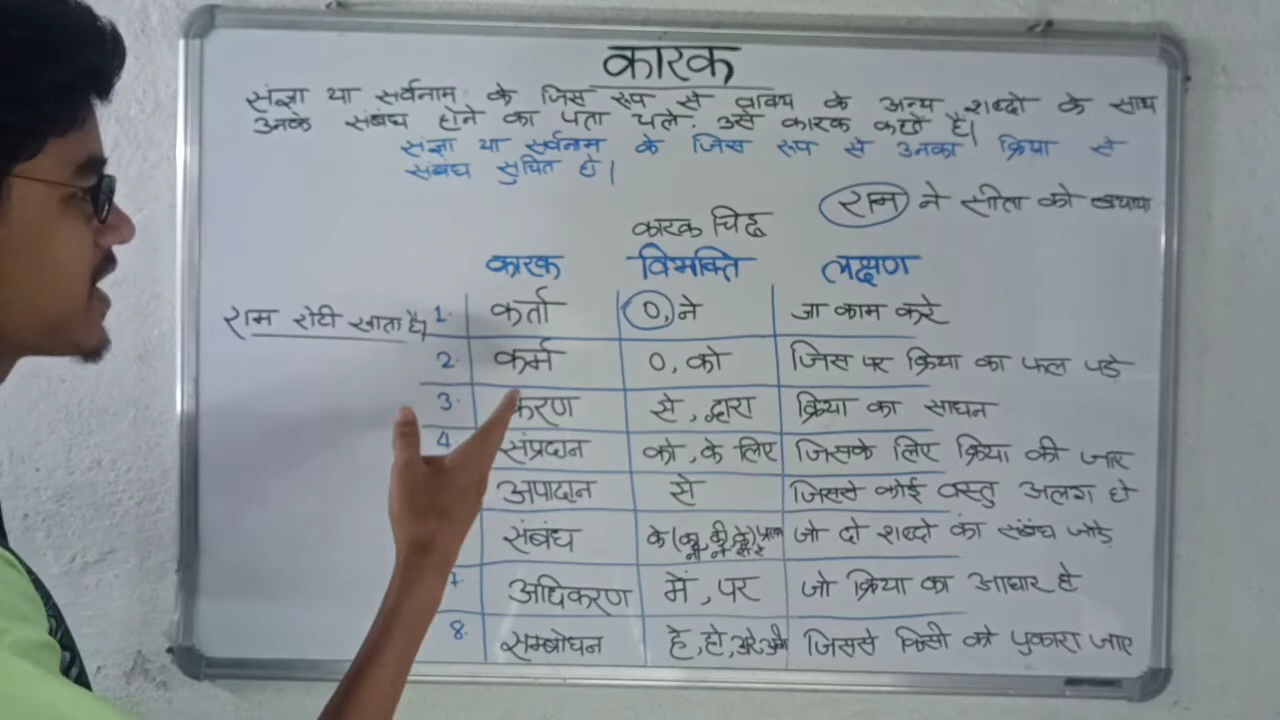 कारक
संज्ञा या सर्वनाम के जिस रूप से वाक्य के अन्य शब्दो के साथ
उनके संबंध होने का पता चले. उसे कारक कहते है।
संज्ञा या सर्वनाम के जिस रूप से उनका क्रिया से
संबंध सुचित हो।
राम ने सीता को
कारक चिह्न
कारक विभक्ति लक्षण
राम रोटी खाता है।
1. कर्ता 0, ने जो काम करे
2. कर्म 0, को जिस पर क्रिया का फल पड़े
3. करण से, द्वारा क्रिया का साधन
4. संप्रदान को, के लिए जिसके लिए क्रिया की जाए
अपादान से जिससे कोई वस्तु अलग हो
संबंध के (का, की, के) जो दो शब्दो का संबंध जोड़े
अधिकरण में, पर जो क्रिया का आधार हो
8. सम्बोधन हे, हो, अरे, जिससे किसी को पुकारा जाए